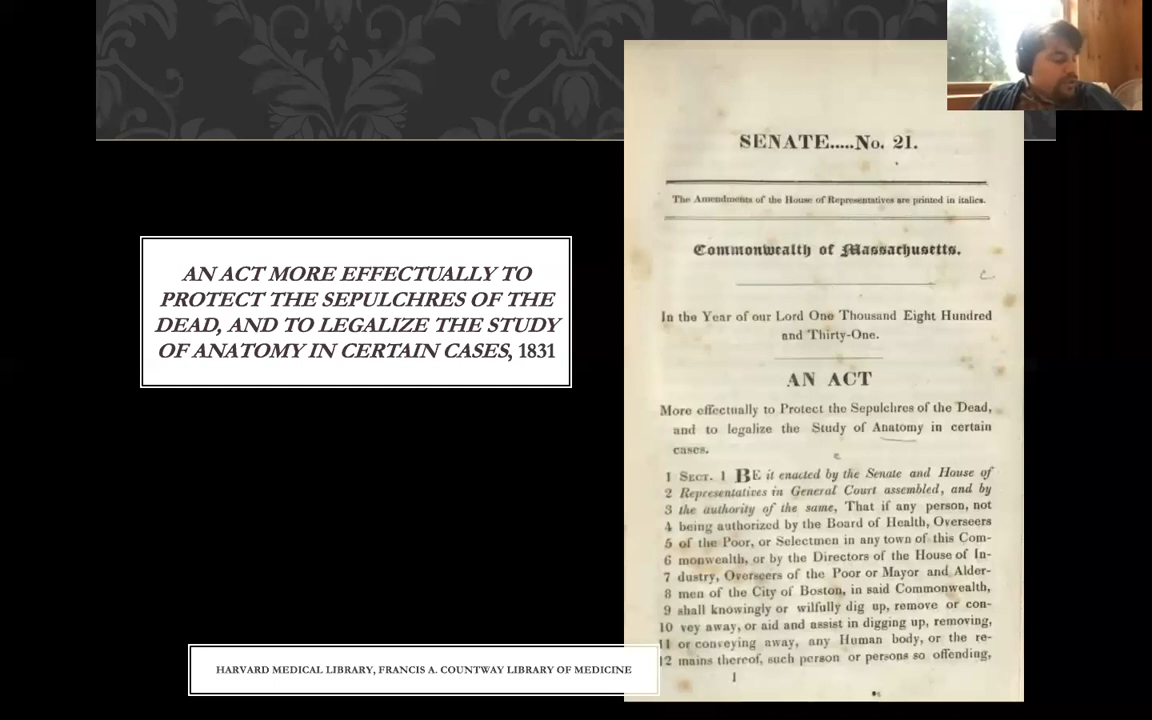 AN ACT MORE EFFECTUALLY TO
PROTECT THE SEPULCHRES OF THE
DEAD, AND TO LEGALIZE THE STUDY
OF ANATOMY IN CERTAIN CASES, 1831
HARVARD MEDICAL LIBRARY, FRANCIS A. COUNTWAY LIBRARY OF MEDICINE
SENATE.....No. 21.
The Amendments of the House of Representatives are printed in italics.
Commonwealth of Massachusetts.
In the Year of our Lord One Thousand Eight Hundred
and Thirty-One.
AN ACT
More effectually to Protect the Sepulchres of the Dead,
and to legalize the Study of Anatomy in certain
cases.
1 SECT. 1 BE it enacted by the Senate and House of
2 Representatives in General Court assembled, and by
3 the authority of the same, That if any person, not
4 being authorized by the Board of Health, Overseers
5 of the Poor, or Selectmen in any town of this Com-
6 monwealth, or by the Directors of the House of In-
7 dustry, Overseers of the Poor or Mayor and Alder-
8 men of the City of Boston, in said Commonwealth,
9 shall knowingly or wilfully dig up, remove or con-
10 vey away, or aid and assist in digging up, removing,
11 or conveying away, any Human body, or the re-
12 mains thereof, such person or persons so offending,
1